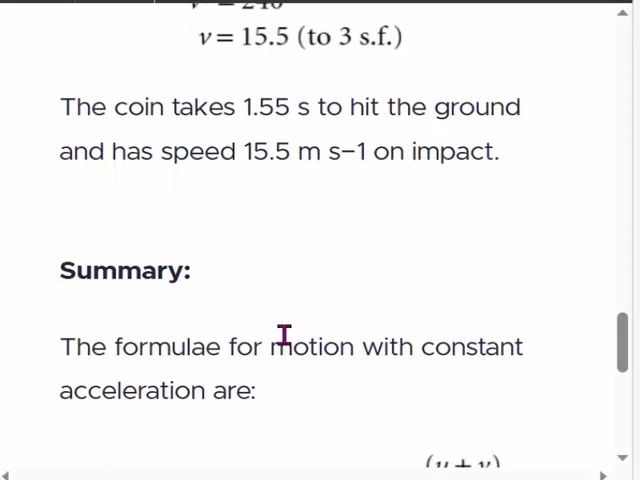 v = 15.5 (to 3 s.f.)
The coin takes 1.55 s to hit the ground
and has speed 15.5 m s−1 on impact.
Summary:
The formulae for motion with constant
acceleration are:
(u + v)